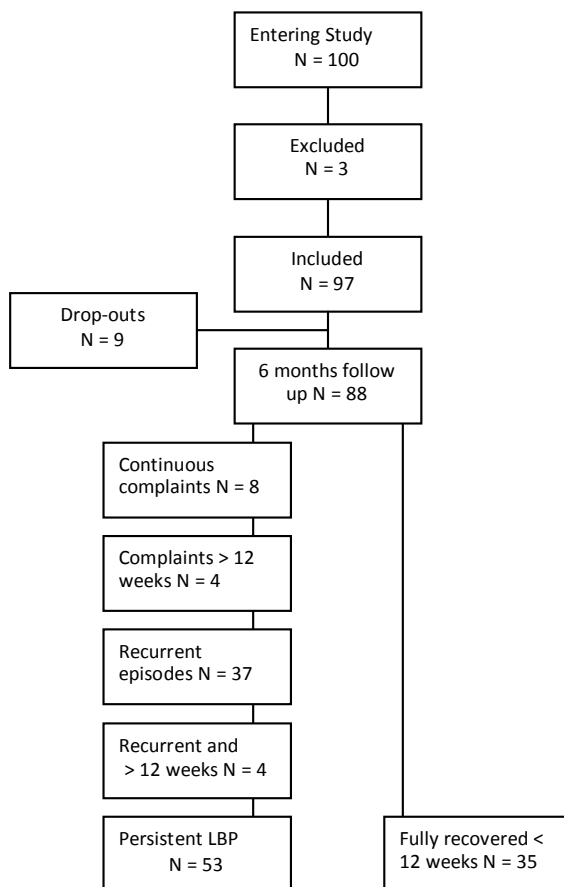 Entering Study
N = 100
Excluded
N = 3
Included
N = 97
Drop-outs
N = 9
6 months follow
up N = 88
Continuous
complaints N = 8
Complaints > 12
weeks N = 4
Recurrent
episodes N = 37
Recurrent and
> 12 weeks N = 4
Persistent LBP
N = 53
Fully recovered <
12 weeks N = 35